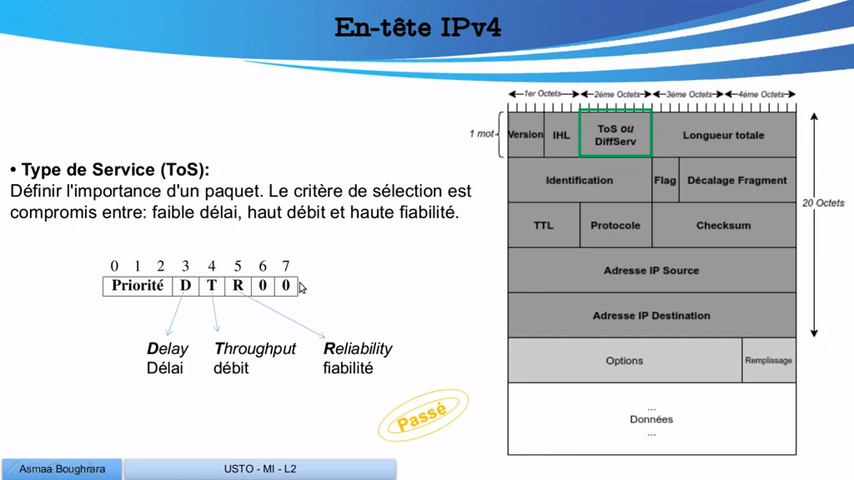 En-tête IPv4
1er Octets 2éme Octets 3éme Octets 4éme Octets
1 mot
Version IHL ToS ou DiffServ Longueur totale
Identification Flag Décalage Fragment
20 Octets
TTL Protocole Checksum
Adresse IP Source
Adresse IP Destination
Options Remplissage
...
Données
...
• Type de Service (ToS):
Définir l'importance d'un paquet. Le critère de sélection est
compromis entre: faible délai, haut débit et haute fiabilité.
0 1 2 3 4 5 6 7
Priorité D T R 0 0
Delay Throughput Reliability
Délai débit fiabilité
Passé
Asmaa Boughrara USTO - MI - L2